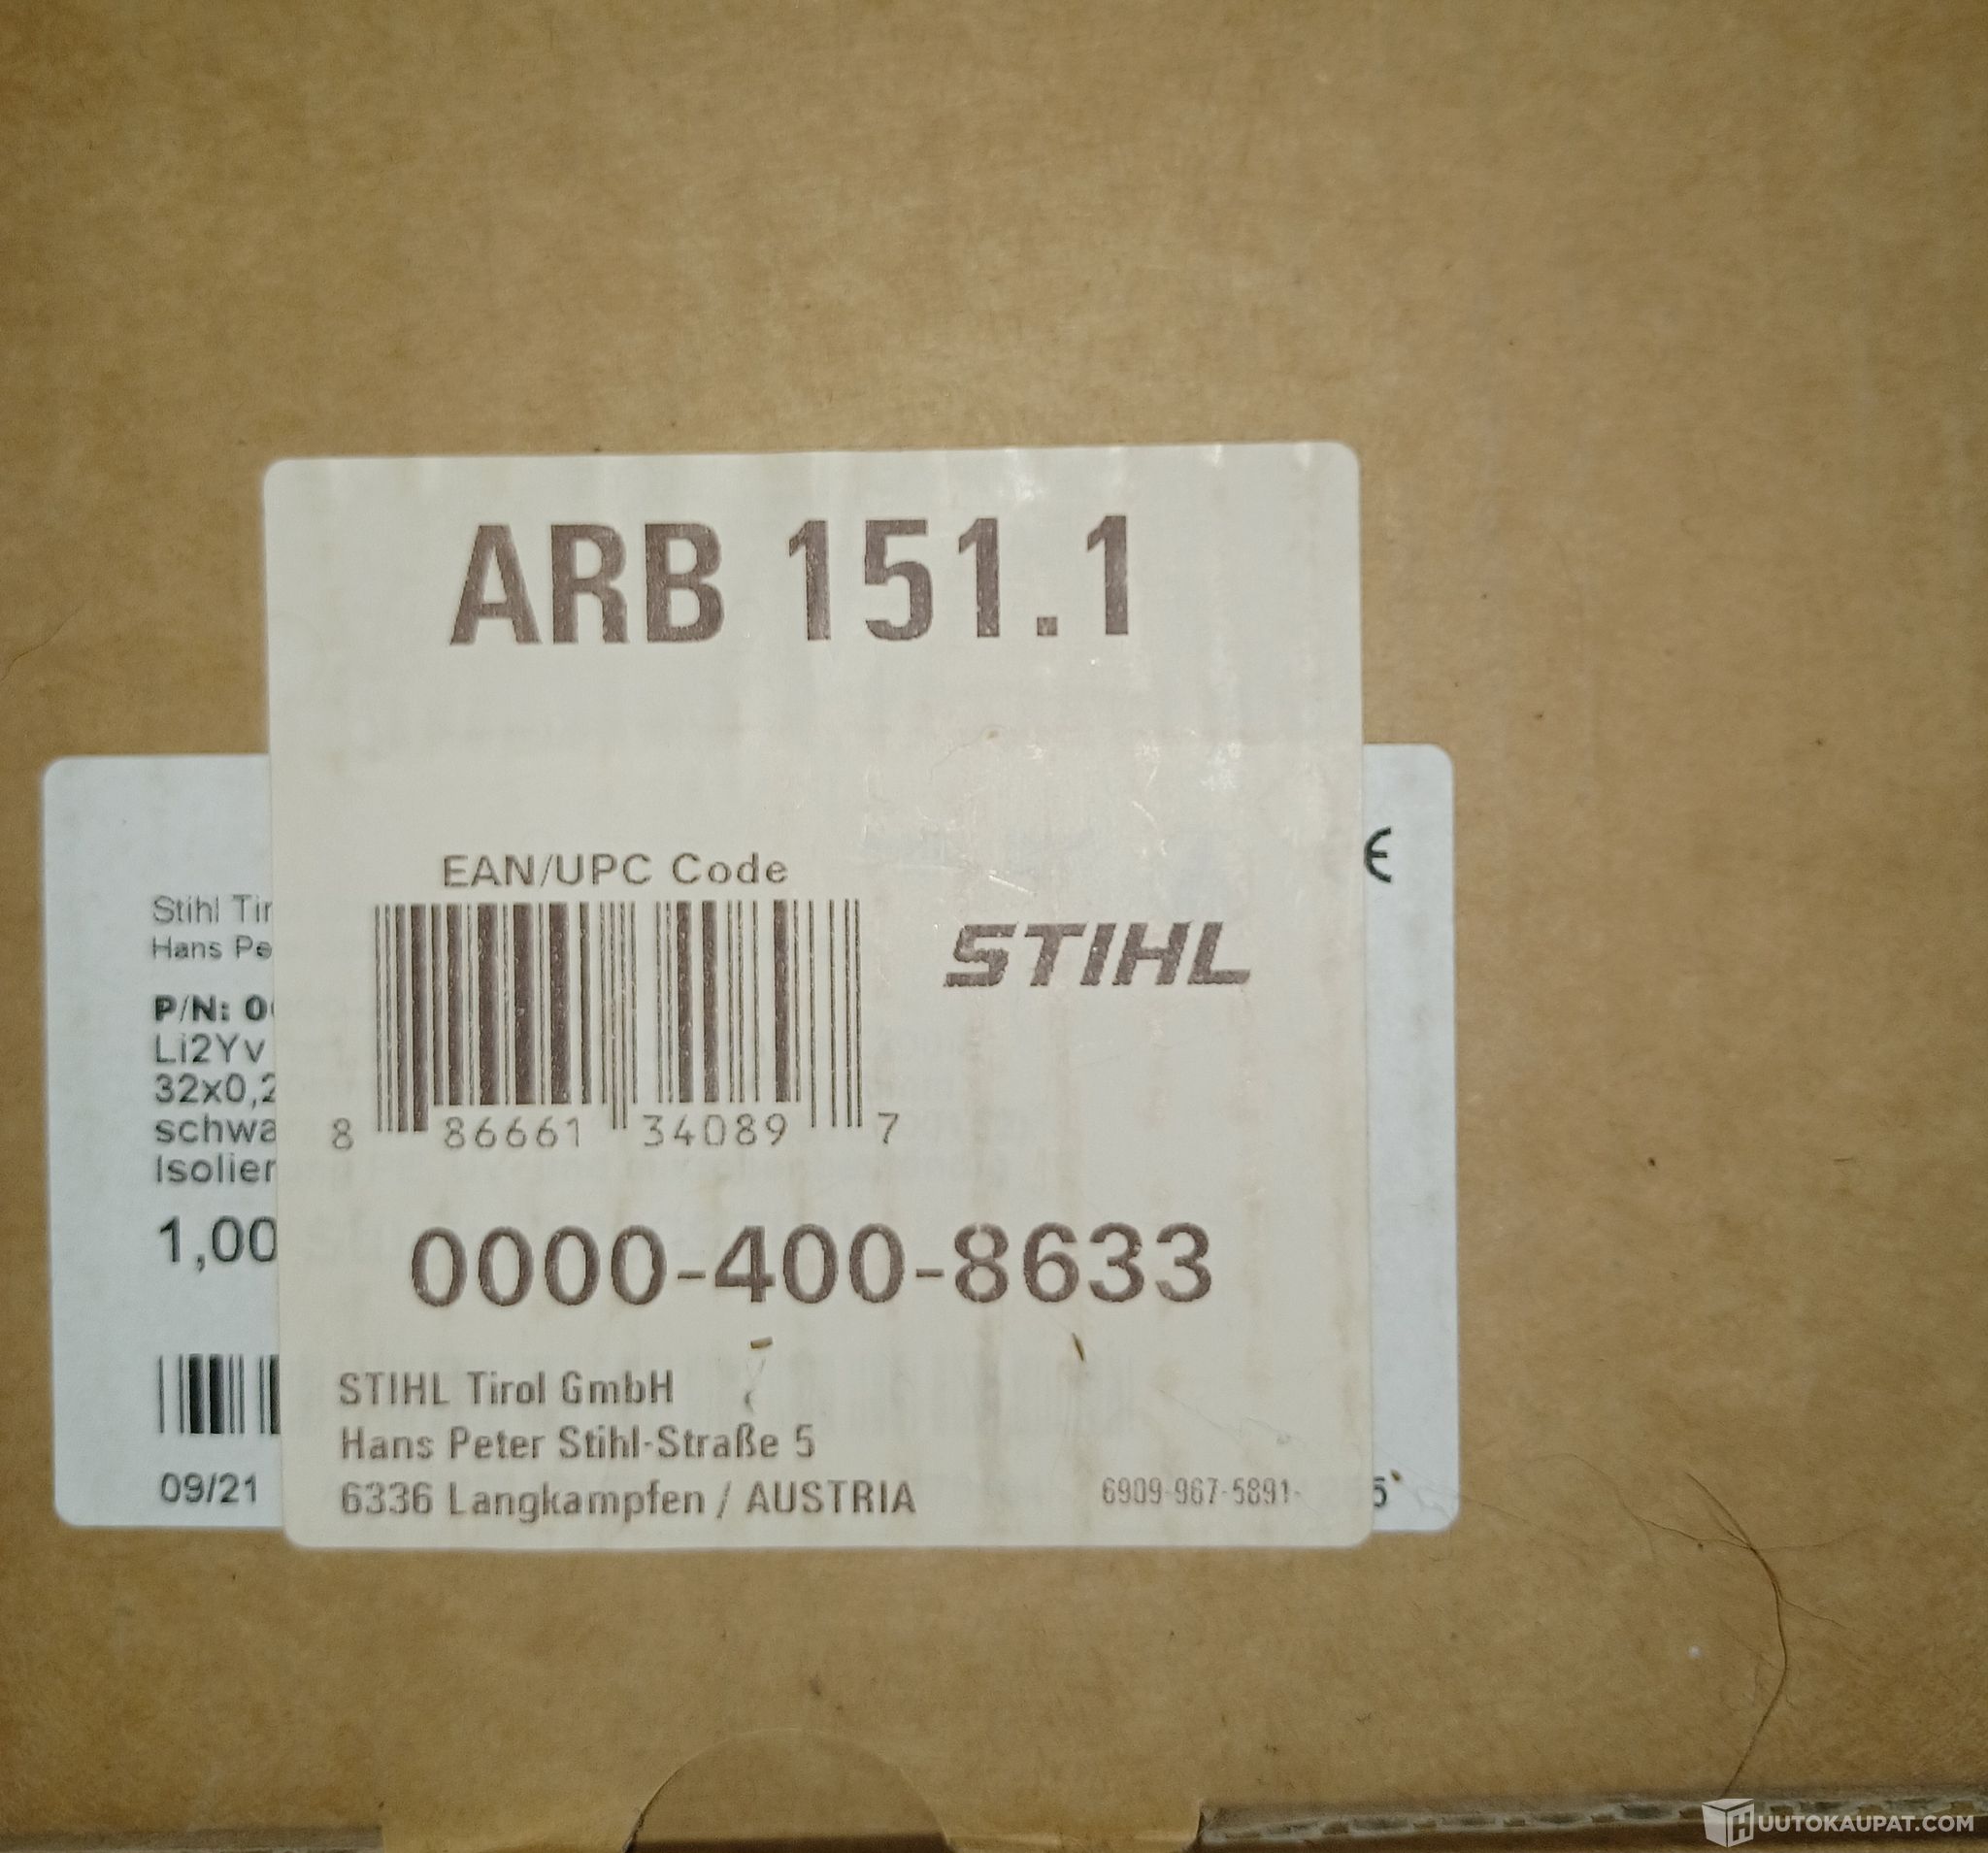 ARB 151.1
EAN/UPC Code
8 86661 34089 7
STIHL
0000-400-8633
STIHL Tirol GmbH
Hans Peter Stihl-Straße 5
6336 Langkampfen / AUSTRIA
6909-967-5891-
Stihl Tir
Hans Pe
P/N: 0
Li2Yv
32x0,2
schwa
Isolier
1,00
09/21
5
HUUTOKAUPAT.COM